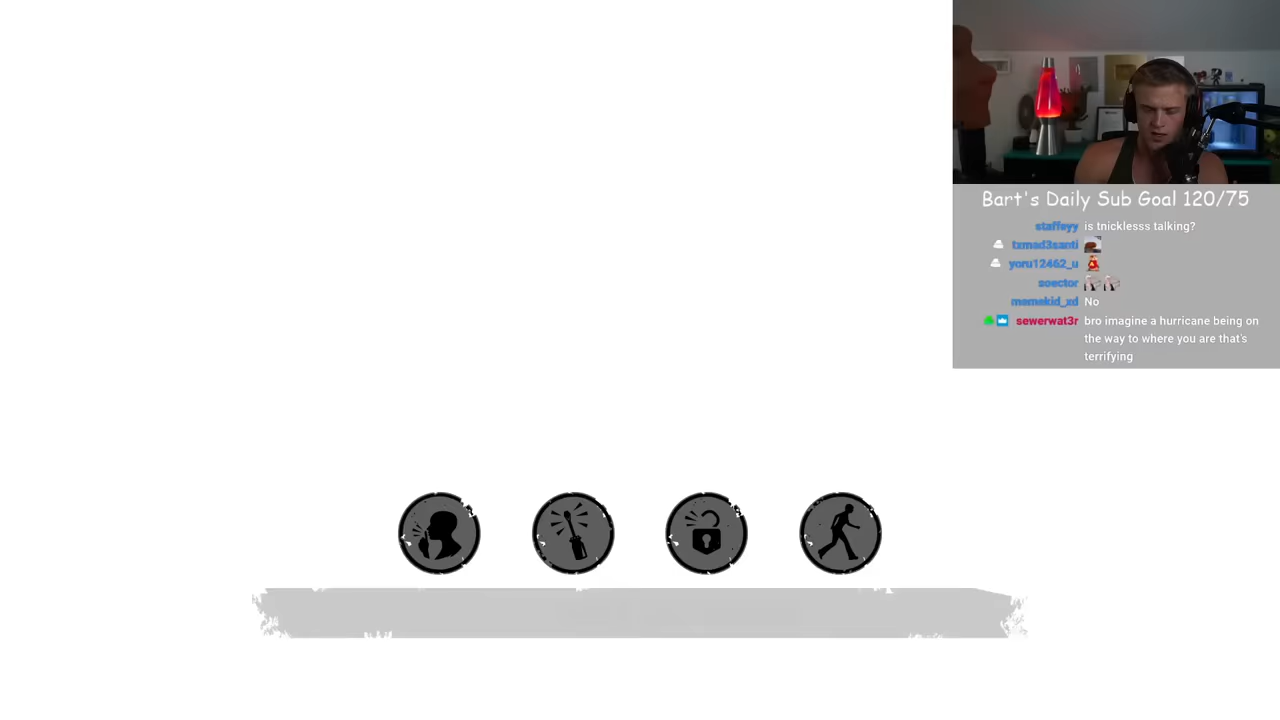 Bart's Daily Sub Goal 120/75
staffeyy is tnicklesss talking?
txmad3santi
yoru12462_u
soector
memekid_xd No
sewerwat3r bro imagine a hurricane being on
the way to where you are that's
terrifying